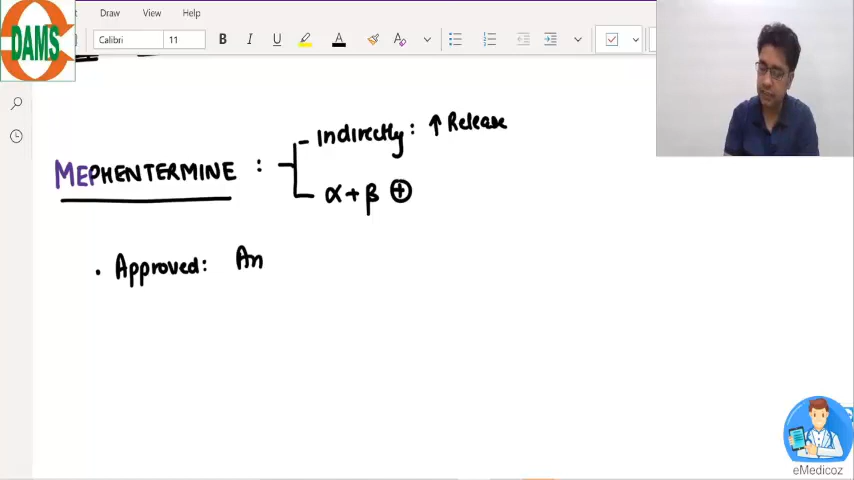 DAMS
Draw View Help
Calibri 11 B I U A
Indirectly: ↑ Release
MEPHENTERMINE :
α + β ⊕
• Approved: An
eMedicoz